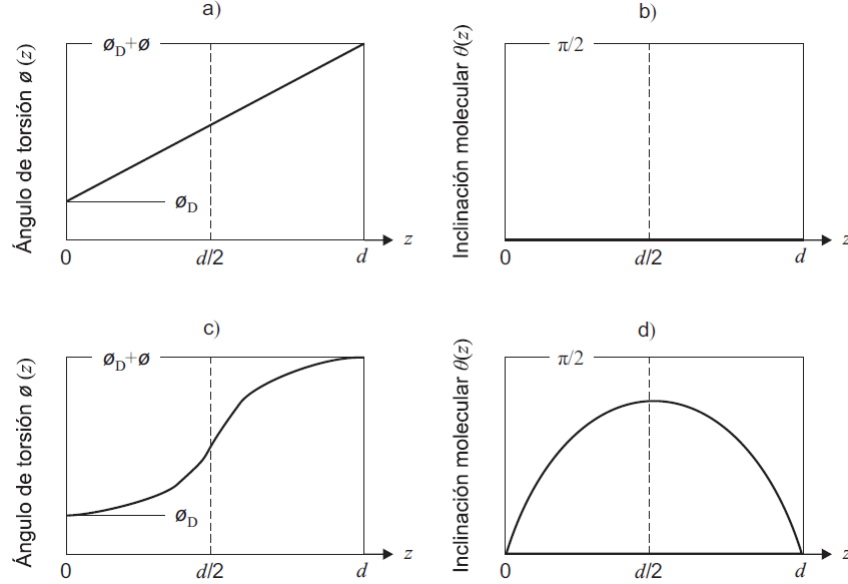 a)
Ángulo de torsión ø (z)
ø_D+ø
ø_D
0
d/2
d
z
b)
Inclinación molecular θ(z)
π/2
0
d/2
d
z
c)
Ángulo de torsión ø (z)
ø_D+ø
ø_D
0
d/2
d
z
d)
Inclinación molecular θ(z)
π/2
0
d/2
d
z